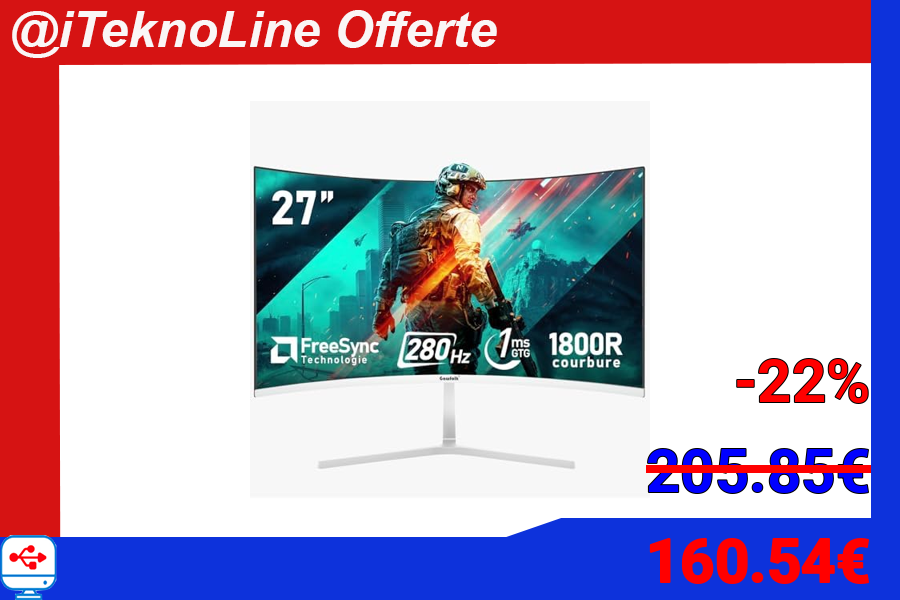 @iTeknoLine Offerte
27”
FreeSync
Technologie
280Hz
1ms
GTG
1800R
courbure
-22%
205.85€
160.54€